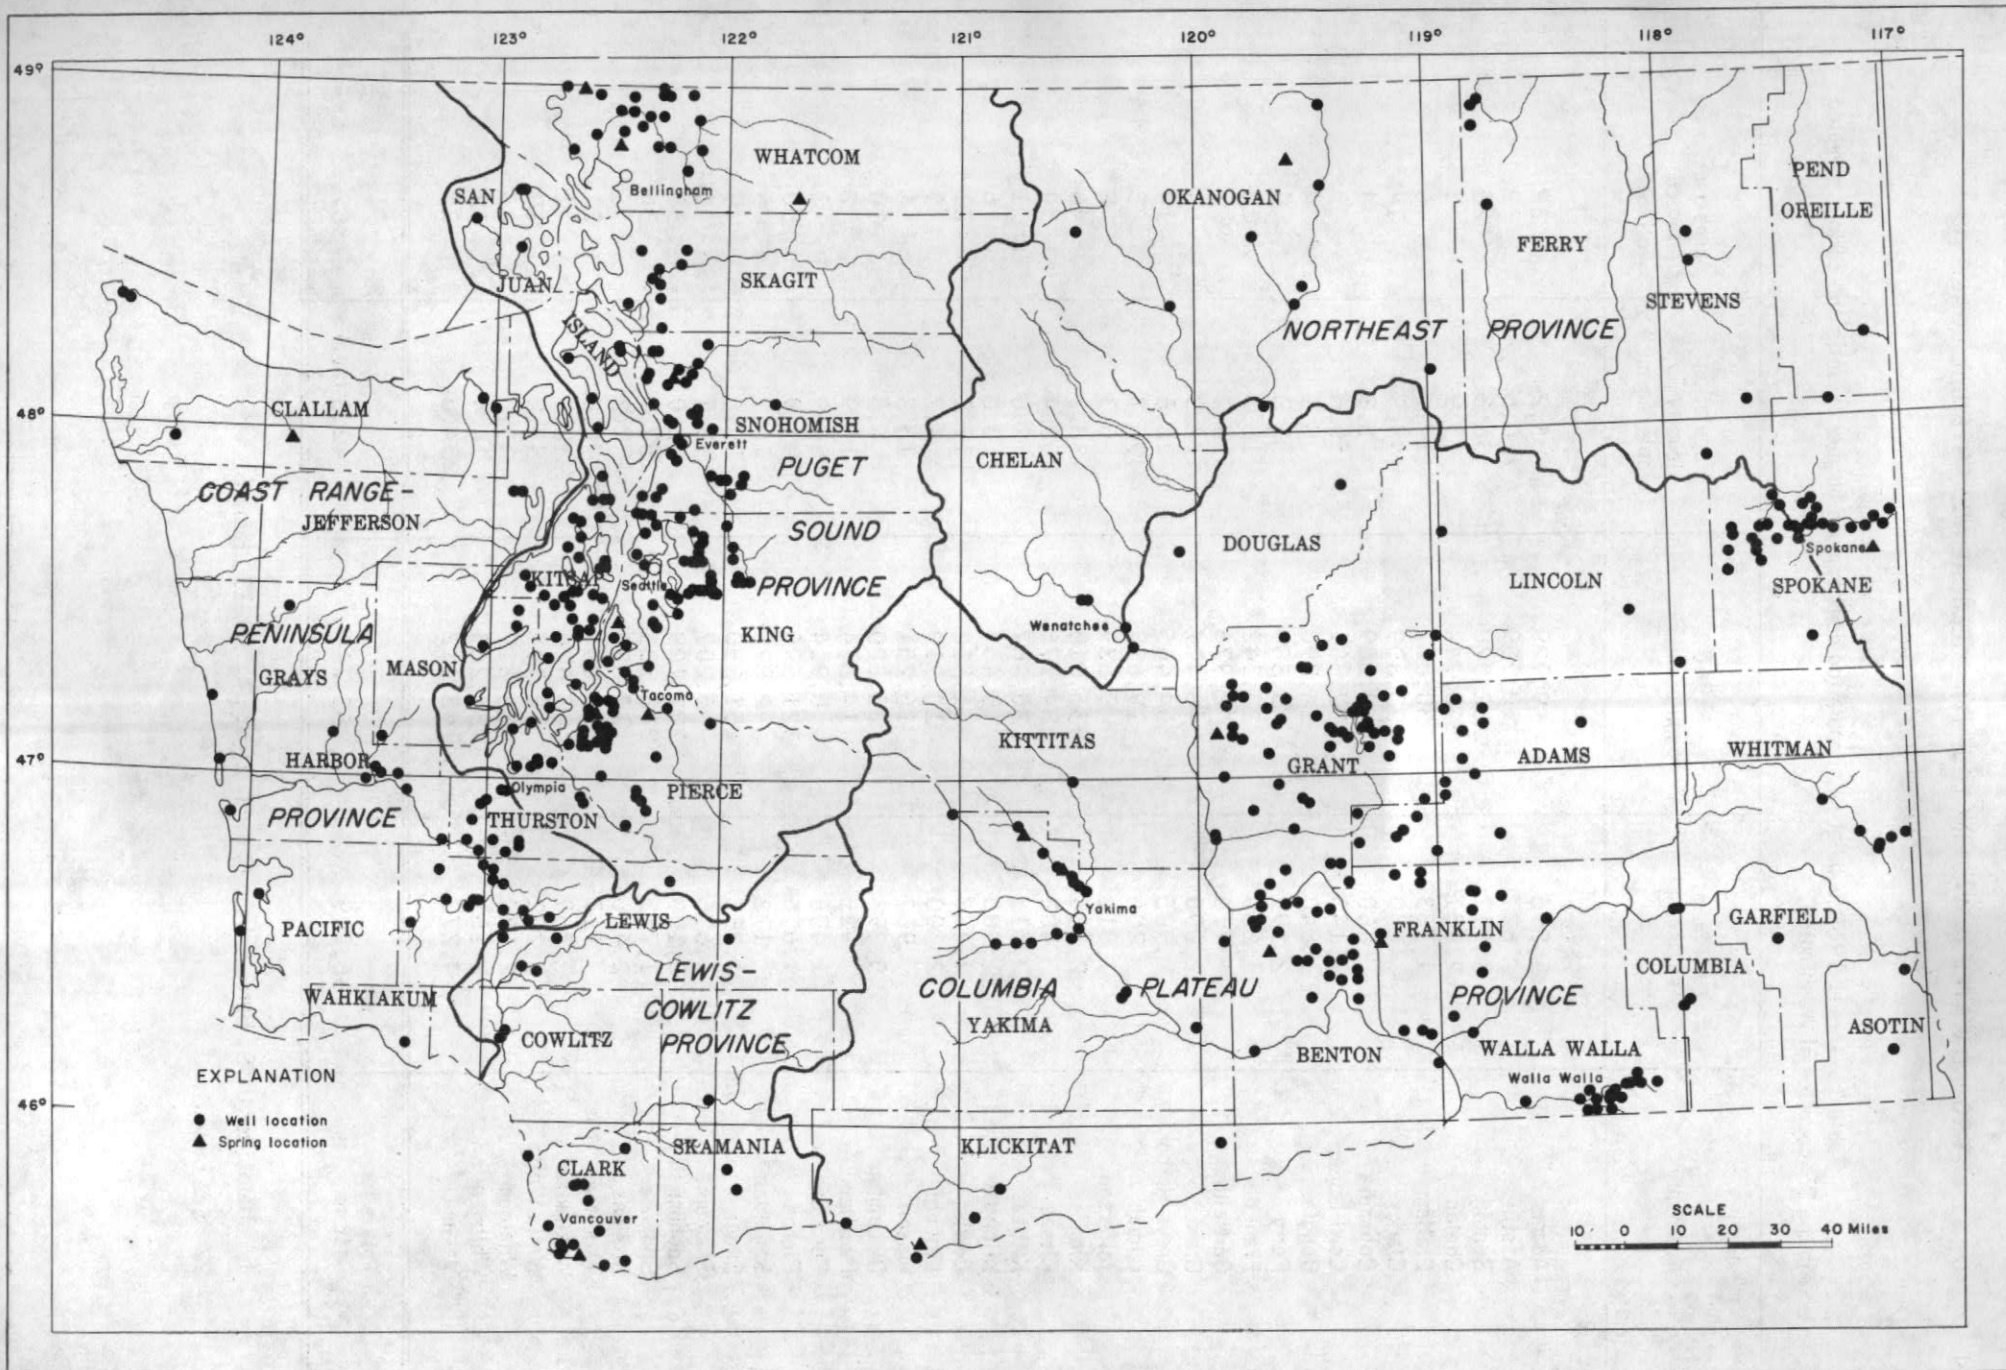 124° 123° 122° 121° 120° 119° 118° 117°
49°
WHATCOM
Bellingham
SAN
JUAN
OKANOGAN
PEND
OREILLE
FERRY
SKAGIT
STEVENS
ISLAND
NORTHEAST PROVINCE
48°
CLALLAM
SNOHOMISH
Everett
CHELAN
PUGET
SOUND
PROVINCE
COAST RANGE-
JEFFERSON
DOUGLAS
LINCOLN
Spokane
SPOKANE
KITSAP
Seattle
KING
Wenatchee
PENINSULA
GRAYS
MASON
Tacoma
KITTITAS
GRANT
ADAMS
WHITMAN
47°
HARBOR
Olympia
PIERCE
PROVINCE
THURSTON
Yakima
PACIFIC
LEWIS
FRANKLIN
GARFIELD
COLUMBIA
LEWIS-
COWLITZ
PROVINCE
COLUMBIA PLATEAU
PROVINCE
WAHKIAKUM
YAKIMA
ASOTIN
COWLITZ
BENTON
WALLA WALLA
Walla Walla
46°
EXPLANATION
Well location
Spring location
SKAMANIA
KLICKITAT
CLARK
Vancouver
SCALE
10 0 10 20 30 40 Miles